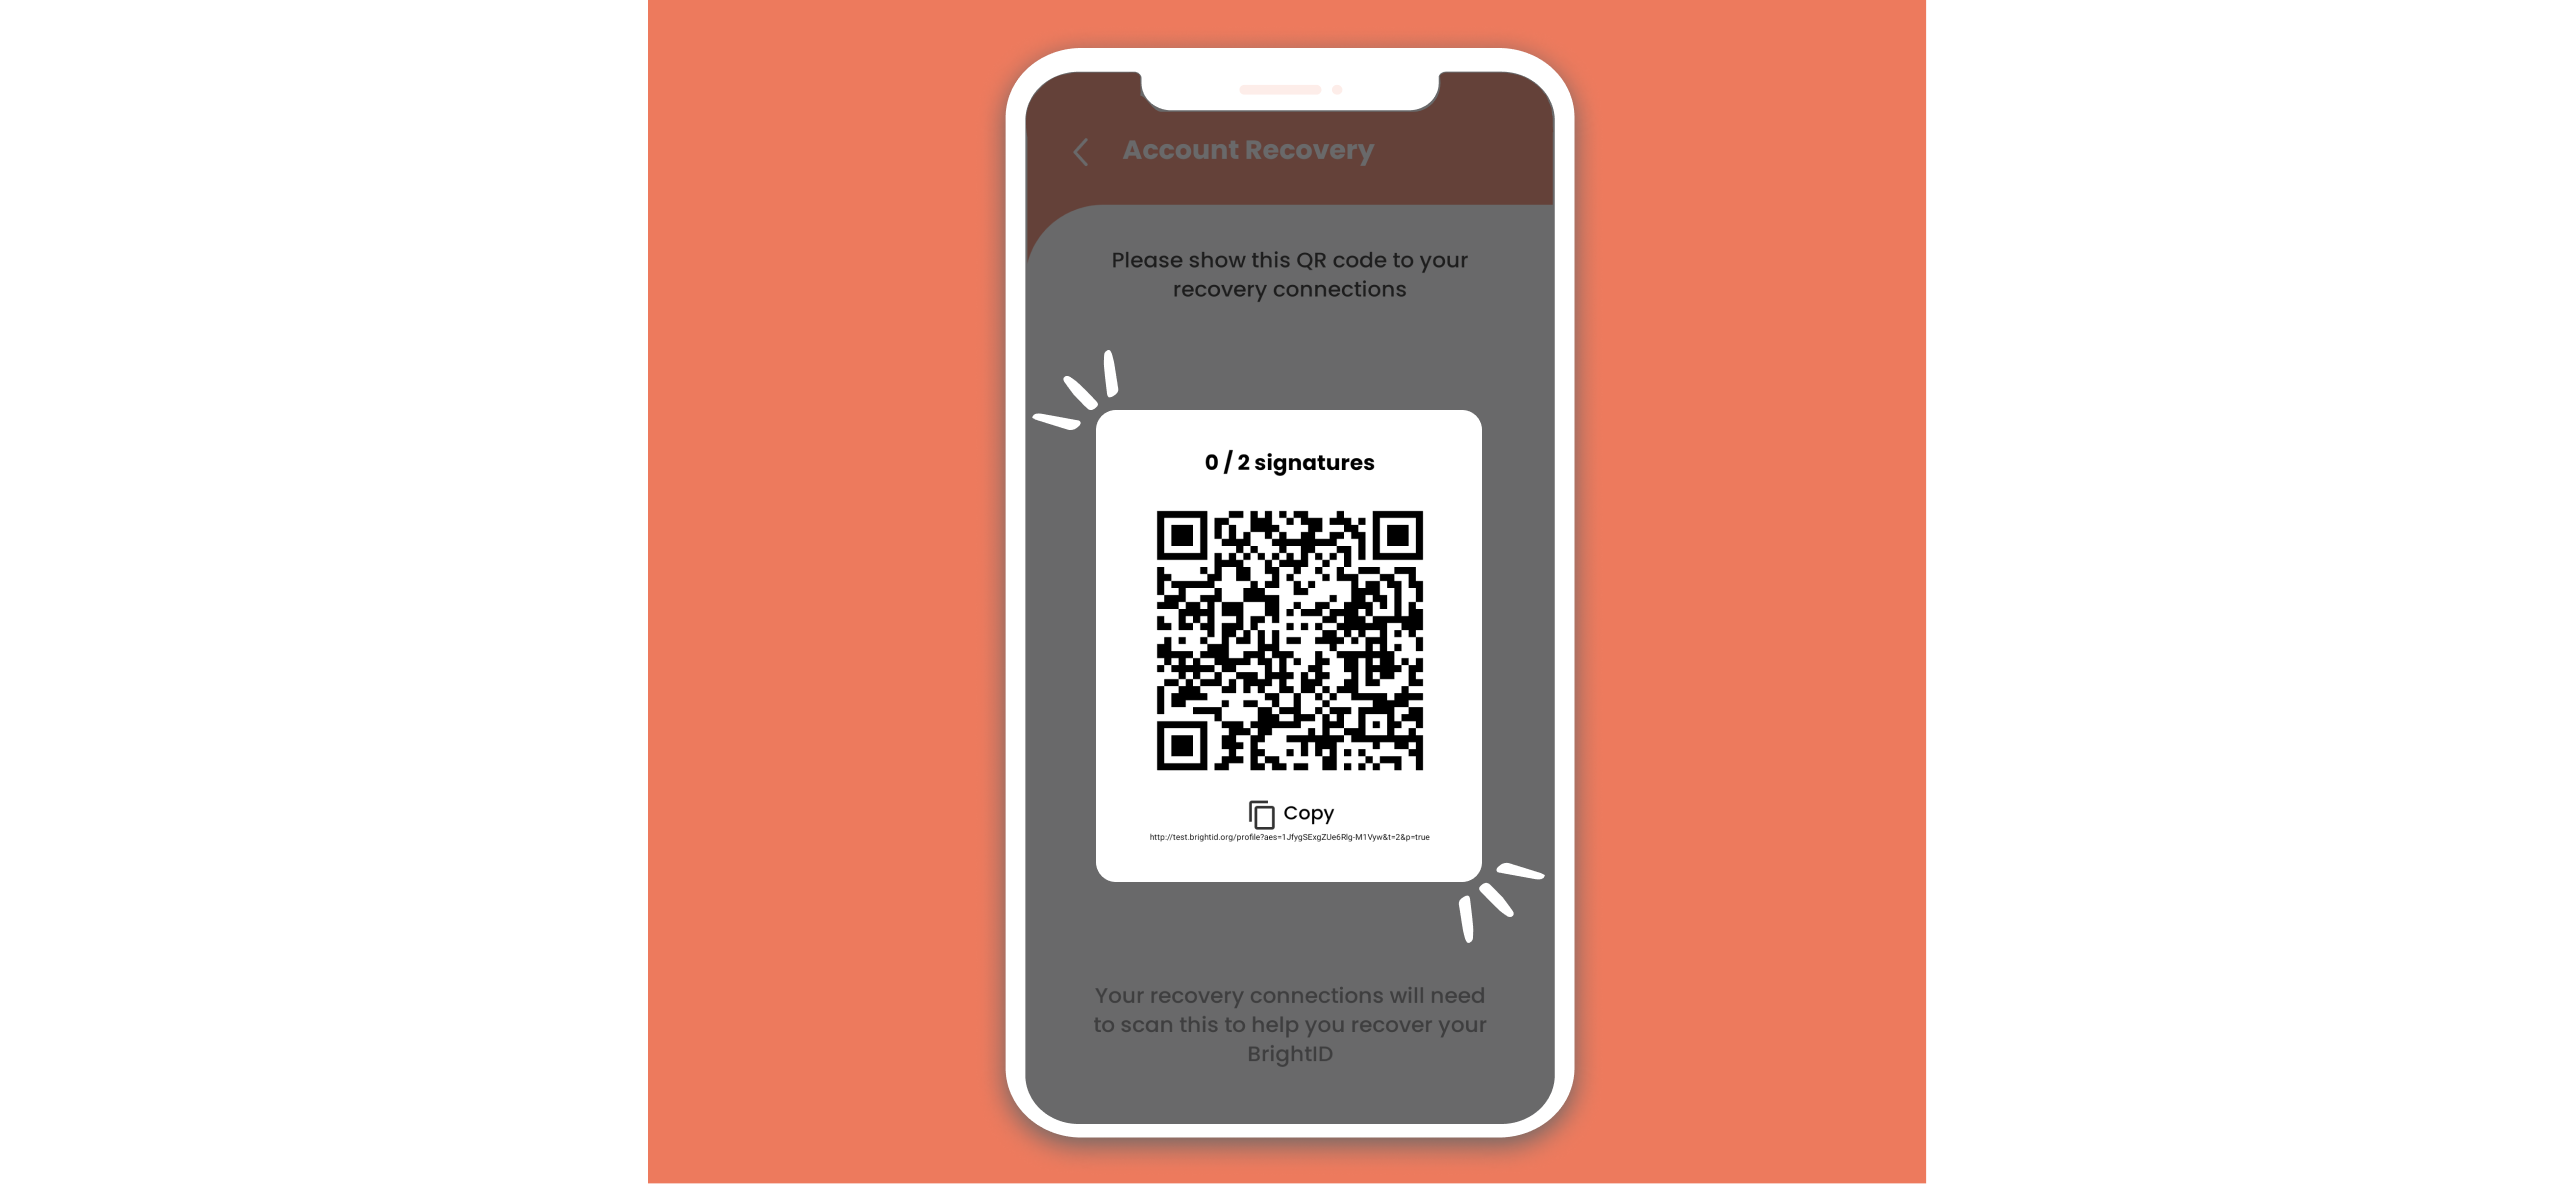 Account Recovery
Please show this QR code to your
recovery connections
0 / 2 signatures
Copy
http://test.brightid.org/profile?aes=1JfygSExgZUe6Rlg-M1Vyw&t=2&p=true
Your recovery connections will need
to scan this to help you recover your
BrightID